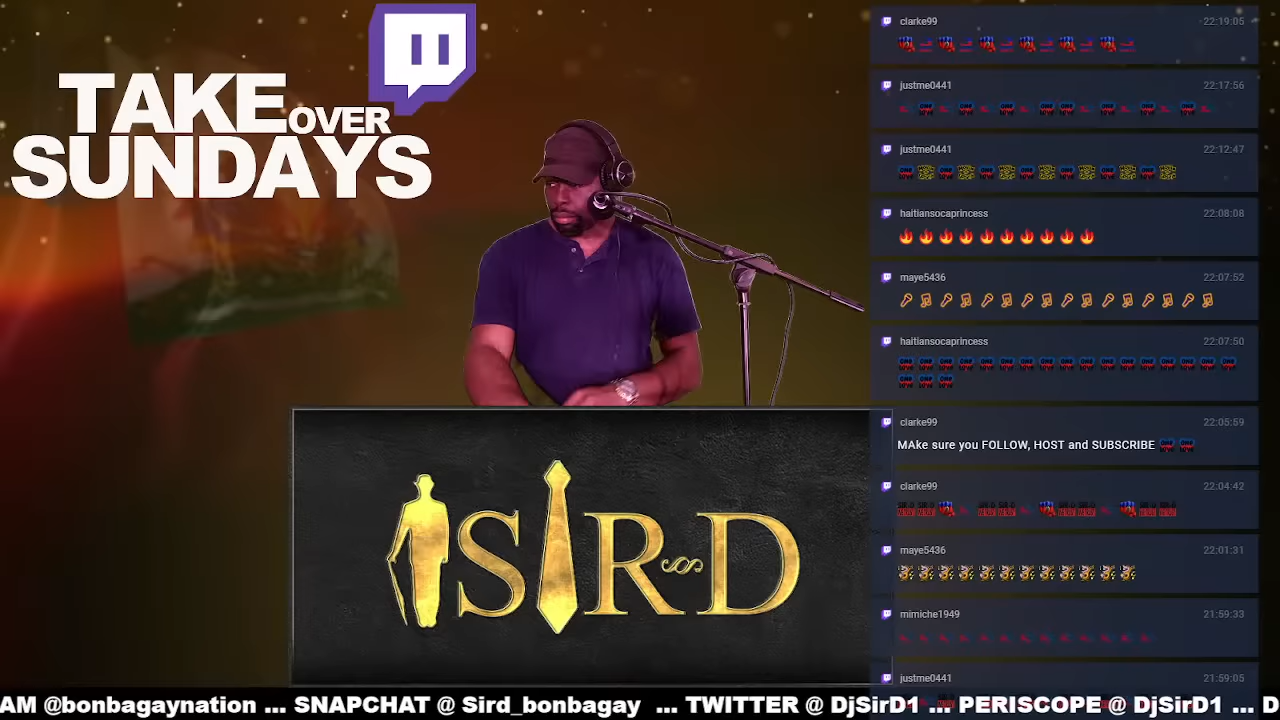 TAKE OVER
SUNDAYS
clarke99 22:19:05
justme0441 22:17:56
justme0441 22:12:47
haitiansocaprincess 22:08:08
maye5436 22:07:52
haitiansocaprincess 22:07:50
clarke99 22:05:59
MAke sure you FOLLOW, HOST and SUBSCRIBE
clarke99 22:04:42
maye5436 22:01:31
mimiche1949 21:59:33
justme0441 21:59:05
SIR D
AM @bonbagaynation ... SNAPCHAT @ Sird_bonbagay ... TWITTER @ DjSirD1 ... PERISCOPE @ DjSirD1 ... D